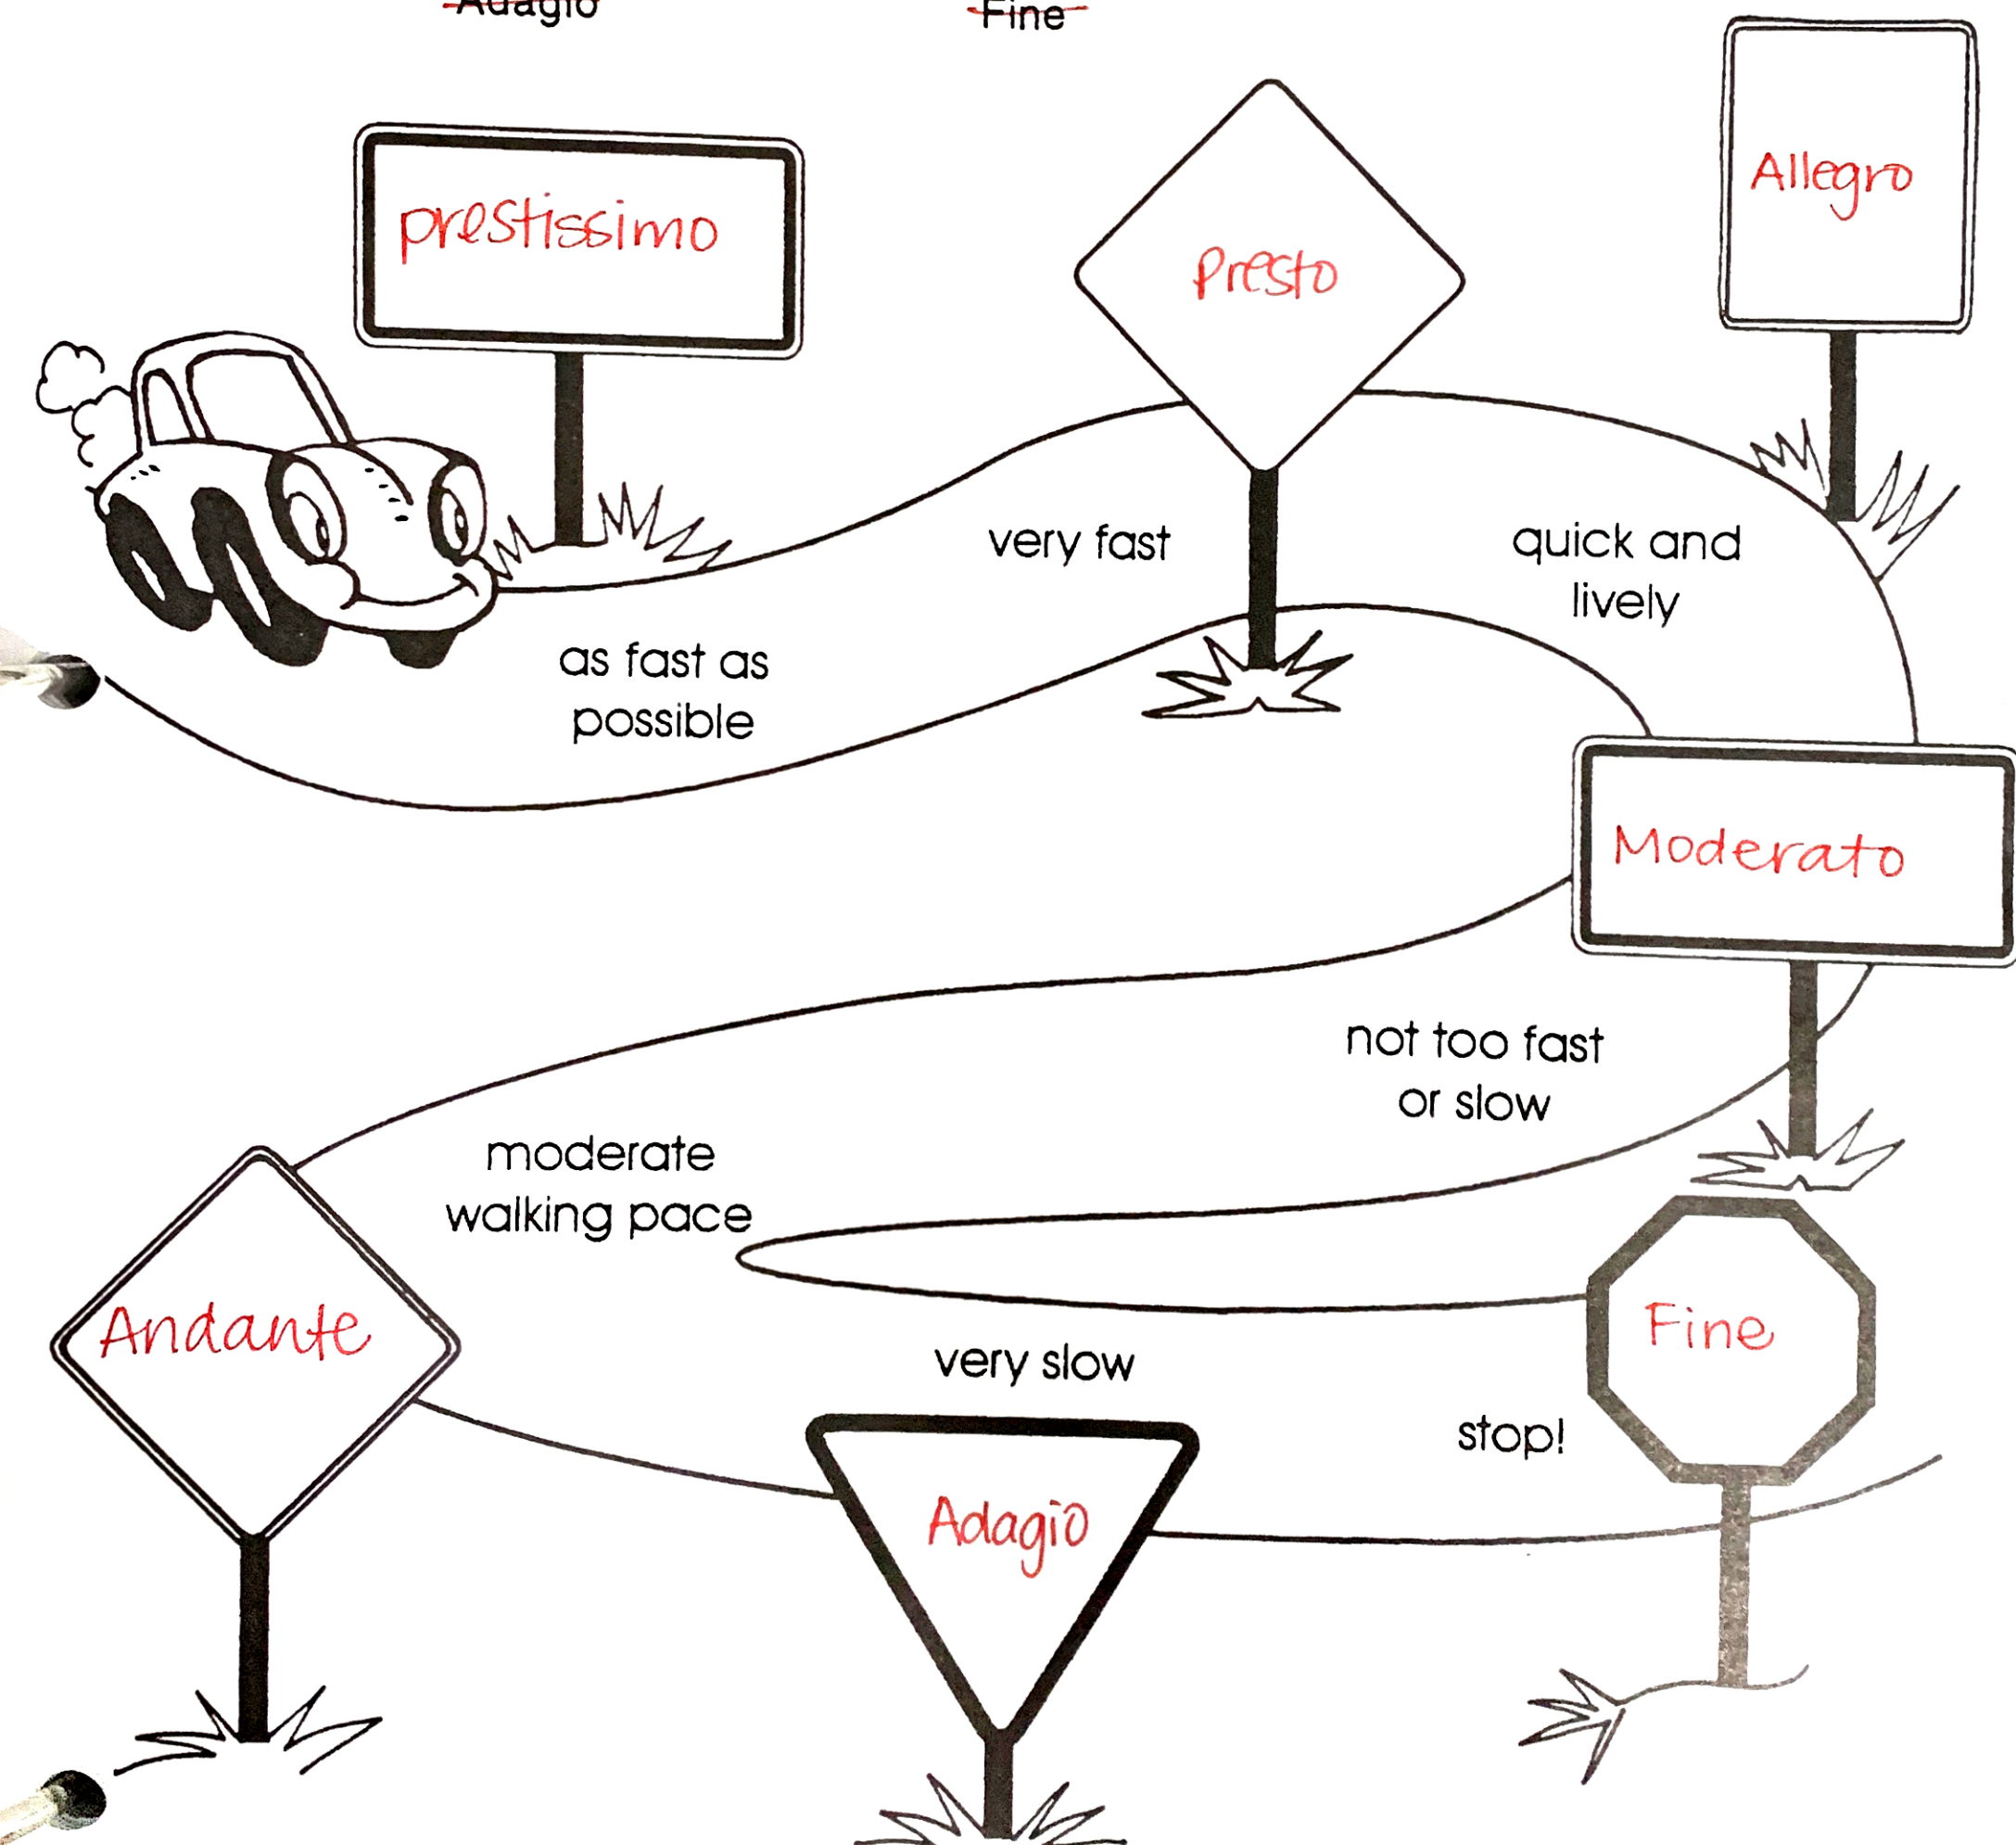 Adagio
Fine
prestissimo
Presto
Allegro
very fast
quick and
lively
as fast as
possible
Moderato
not too fast
or slow
moderate
walking pace
Andante
Fine
very slow
stop!
Adagio